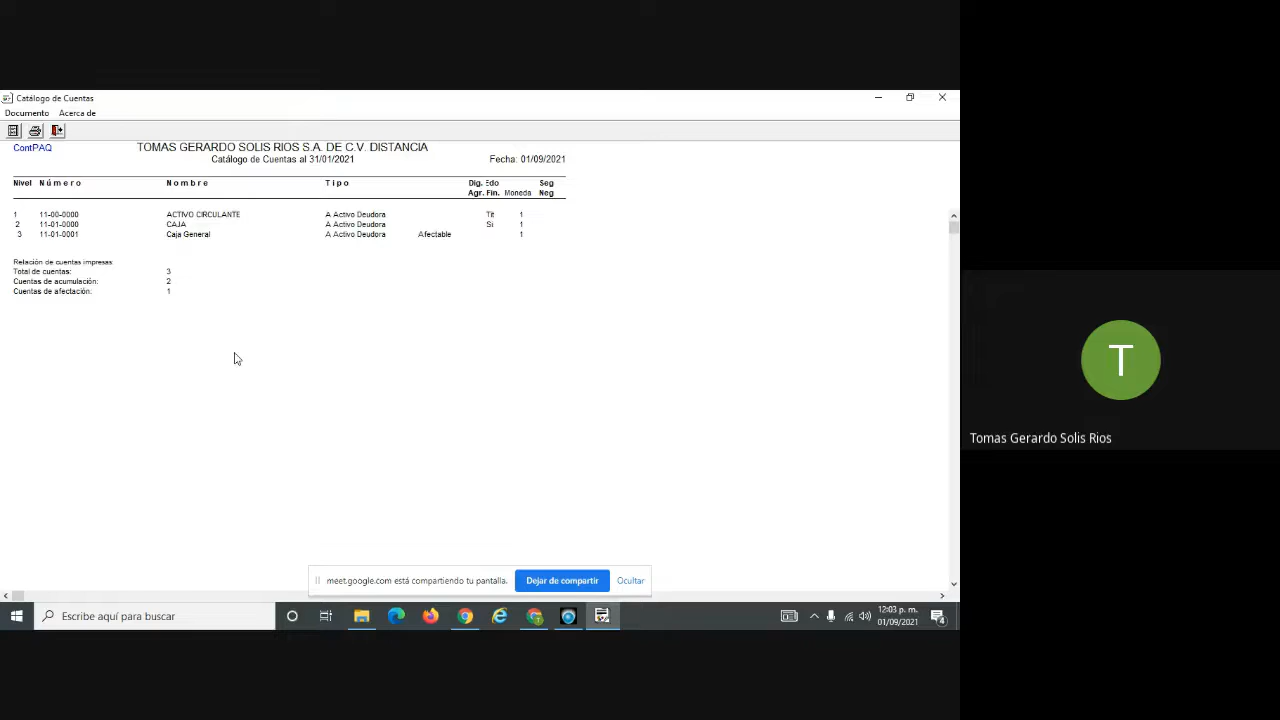 Catálogo de Cuentas
Documento Acerca de
ContPAQ TOMAS GERARDO SOLIS RIOS S.A. DE C.V. DISTANCIA
Catálogo de Cuentas al 31/01/2021 Fecha: 01/09/2021
Nivel Número Nombre Tipo Dig. Edo Seg
Agr. Fin. Moneda Neg
1 11-00-0000 ACTIVO CIRCULANTE A Activo Deudora Tit 1
2 11-01-0000 CAJA A Activo Deudora Si 1
3 11-01-0001 Caja General A Activo Deudora Afectable 1
Relación de cuentas impresas:
Total de cuentas: 3
Cuentas de acumulación: 2
Cuentas de afectación: 1
T
Tomas Gerardo Solis Rios
meet.google.com está compartiendo tu pantalla. Dejar de compartir Ocultar
Escribe aquí para buscar
12:03 p. m.
01/09/2021
4